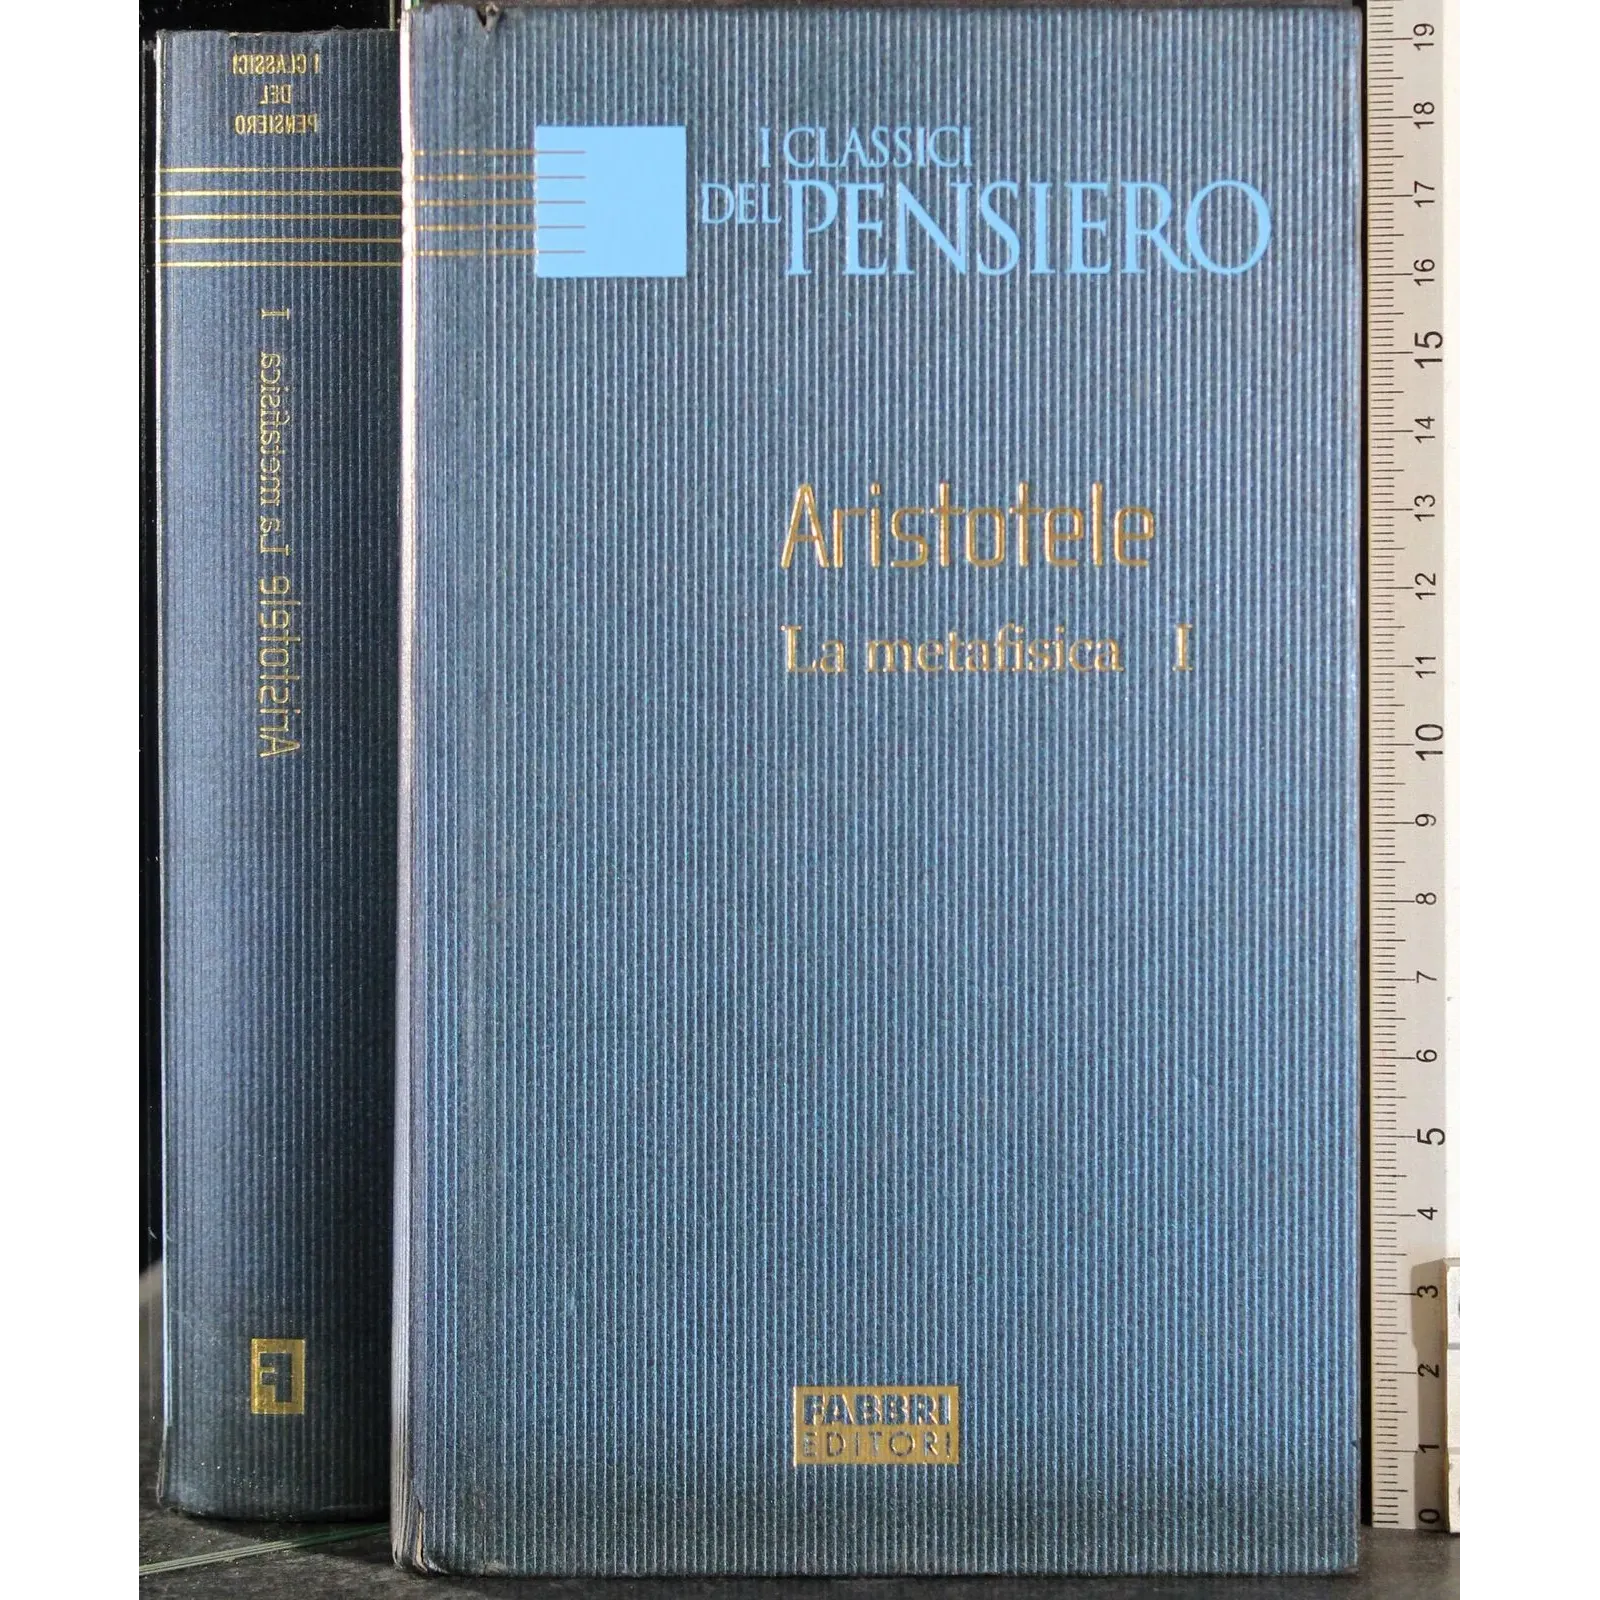 I CLASSICI
DEL
PENSIERO
Aristotele La metafisica I
F
I CLASSICI
DEL PENSIERO
Aristotele
La metafisica I
FABBRI
EDITORI
19
18
17
16
15
14
13
12
11
10
9
8
7
6
5
4
3
2
1
0